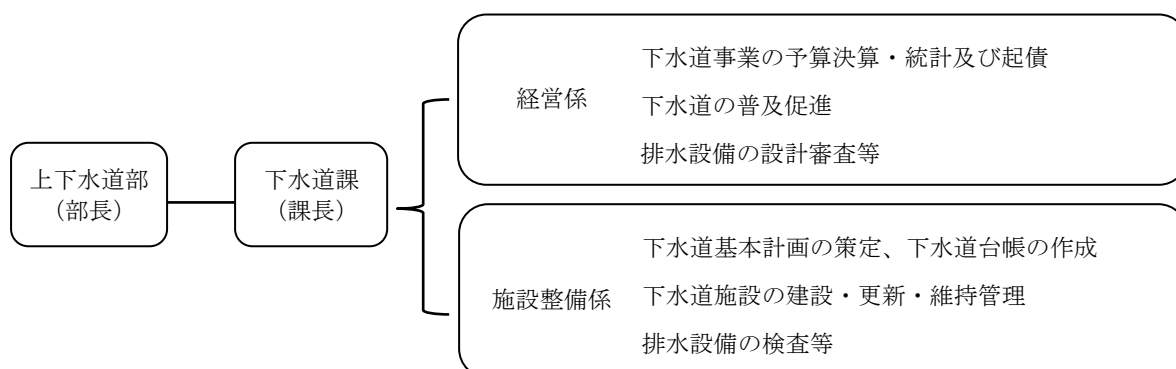 上下水道部
(部長)
下水道課
(課長)
経営係
下水道事業の予算決算・統計及び起債
下水道の普及促進
排水設備の設計審査等
施設整備係
下水道基本計画の策定、下水道台帳の作成
下水道施設の建設・更新・維持管理
排水設備の検査等